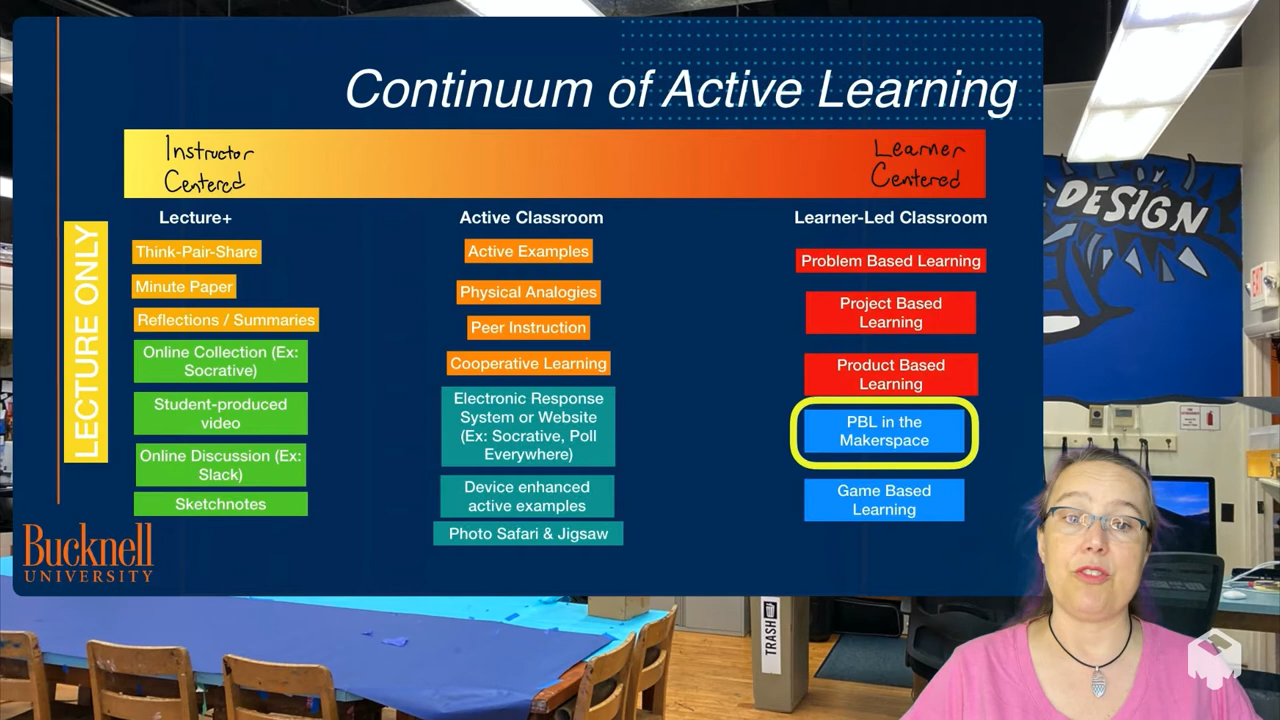 Continuum of Active Learning
Instructor
Centered
Learner
Centered
LECTURE ONLY
Lecture+
Think-Pair-Share
Minute Paper
Reflections / Summaries
Online Collection (Ex:
Socrative)
Student-produced
video
Online Discussion (Ex:
Slack)
Sketchnotes
Active Classroom
Active Examples
Physical Analogies
Peer Instruction
Cooperative Learning
Electronic Response
System or Website
(Ex: Socrative, Poll
Everywhere)
Device enhanced
active examples
Photo Safari & Jigsaw
Learner-Led Classroom
Problem Based Learning
Project Based
Learning
Product Based
Learning
PBL in the
Makerspace
Game Based
Learning
Bucknell
UNIVERSITY
DESIGN
EXIT
TRASH